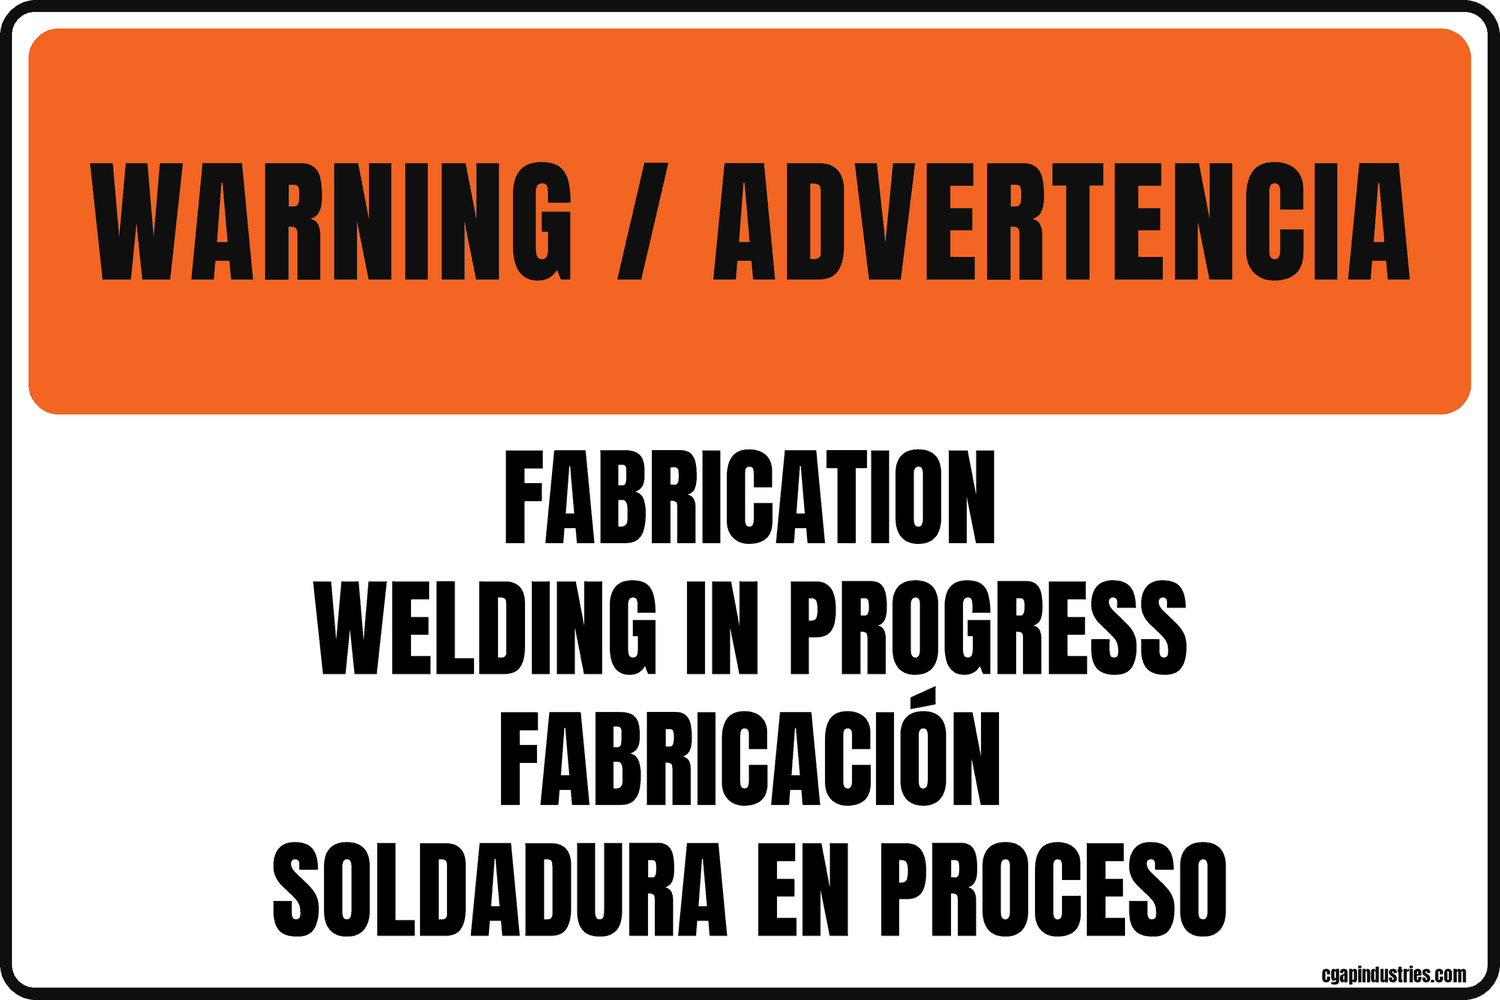 WARNING / ADVERTENCIA
FABRICATION
WELDING IN PROGRESS
FABRICACIÓN
SOLDADURA EN PROCESO
cgapindustries.com